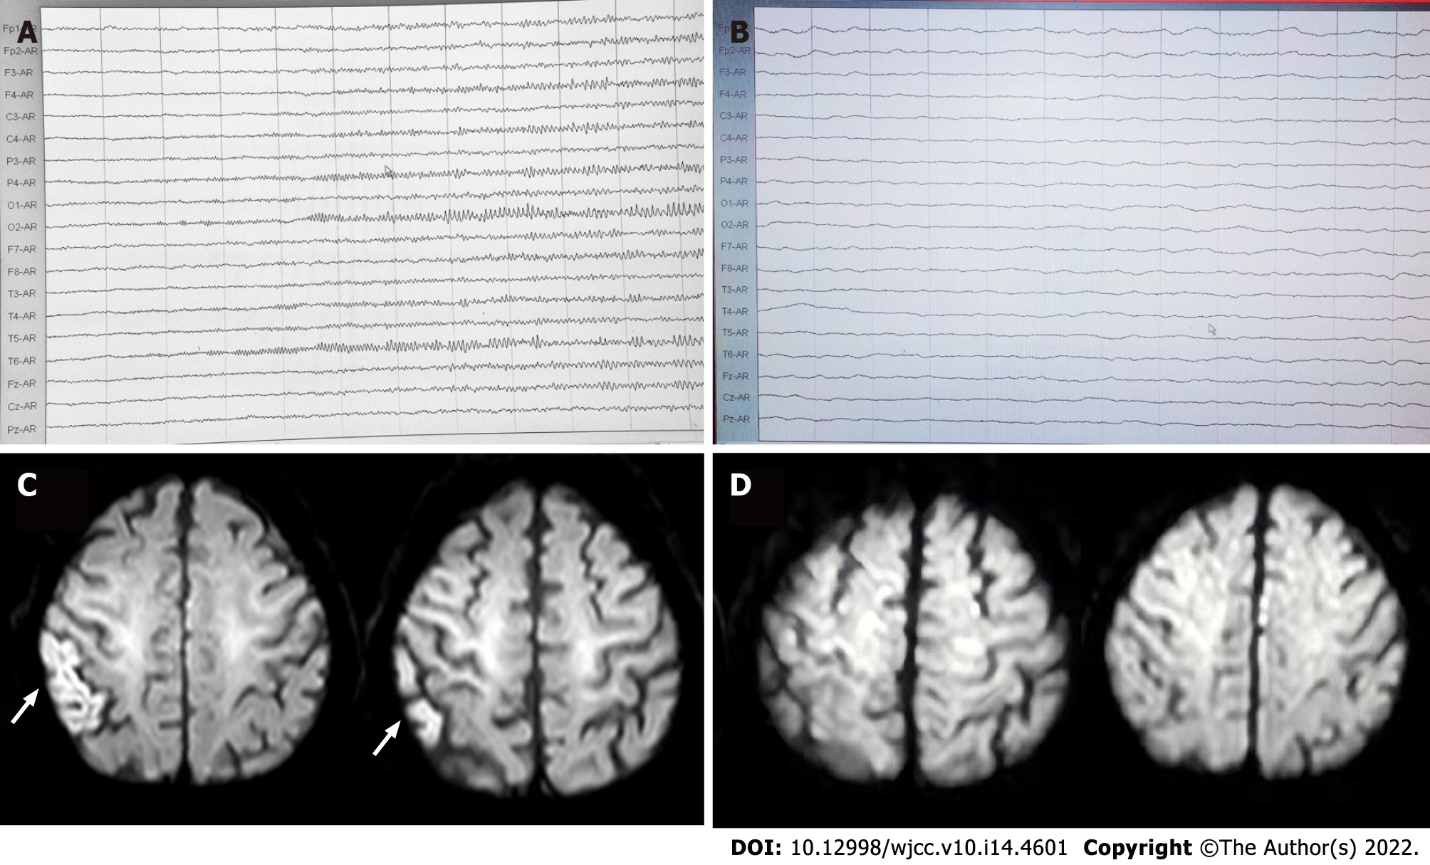 A
Fp1-AR
Fp2-AR
F3-AR
F4-AR
C3-AR
C4-AR
P3-AR
P4-AR
O1-AR
O2-AR
F7-AR
F8-AR
T3-AR
T4-AR
T5-AR
T6-AR
Fz-AR
Cz-AR
Pz-AR
B
Fp2-AR
F3-AR
F4-AR
C3-AR
C4-AR
P3-AR
P4-AR
O1-AR
O2-AR
F7-AR
F8-AR
T3-AR
T4-AR
T5-AR
T6-AR
Fz-AR
Cz-AR
Pz-AR
C
D
DOI: 10.12998/wjcc.v10.i14.4601 Copyright ©The Author(s) 2022.